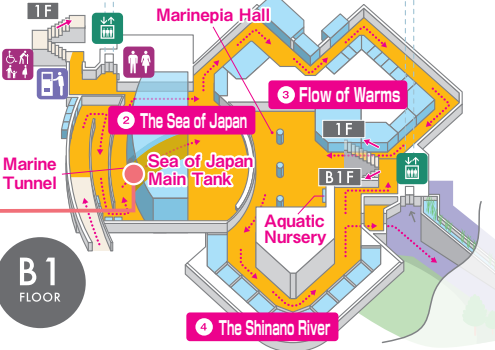 1F
Marinepia Hall
3 Flow of Warms
2 The Sea of Japan
1F
Marine
Tunnel
Sea of Japan
Main Tank
B1F
Aquatic
Nursery
B1
FLOOR
4 The Shinano River